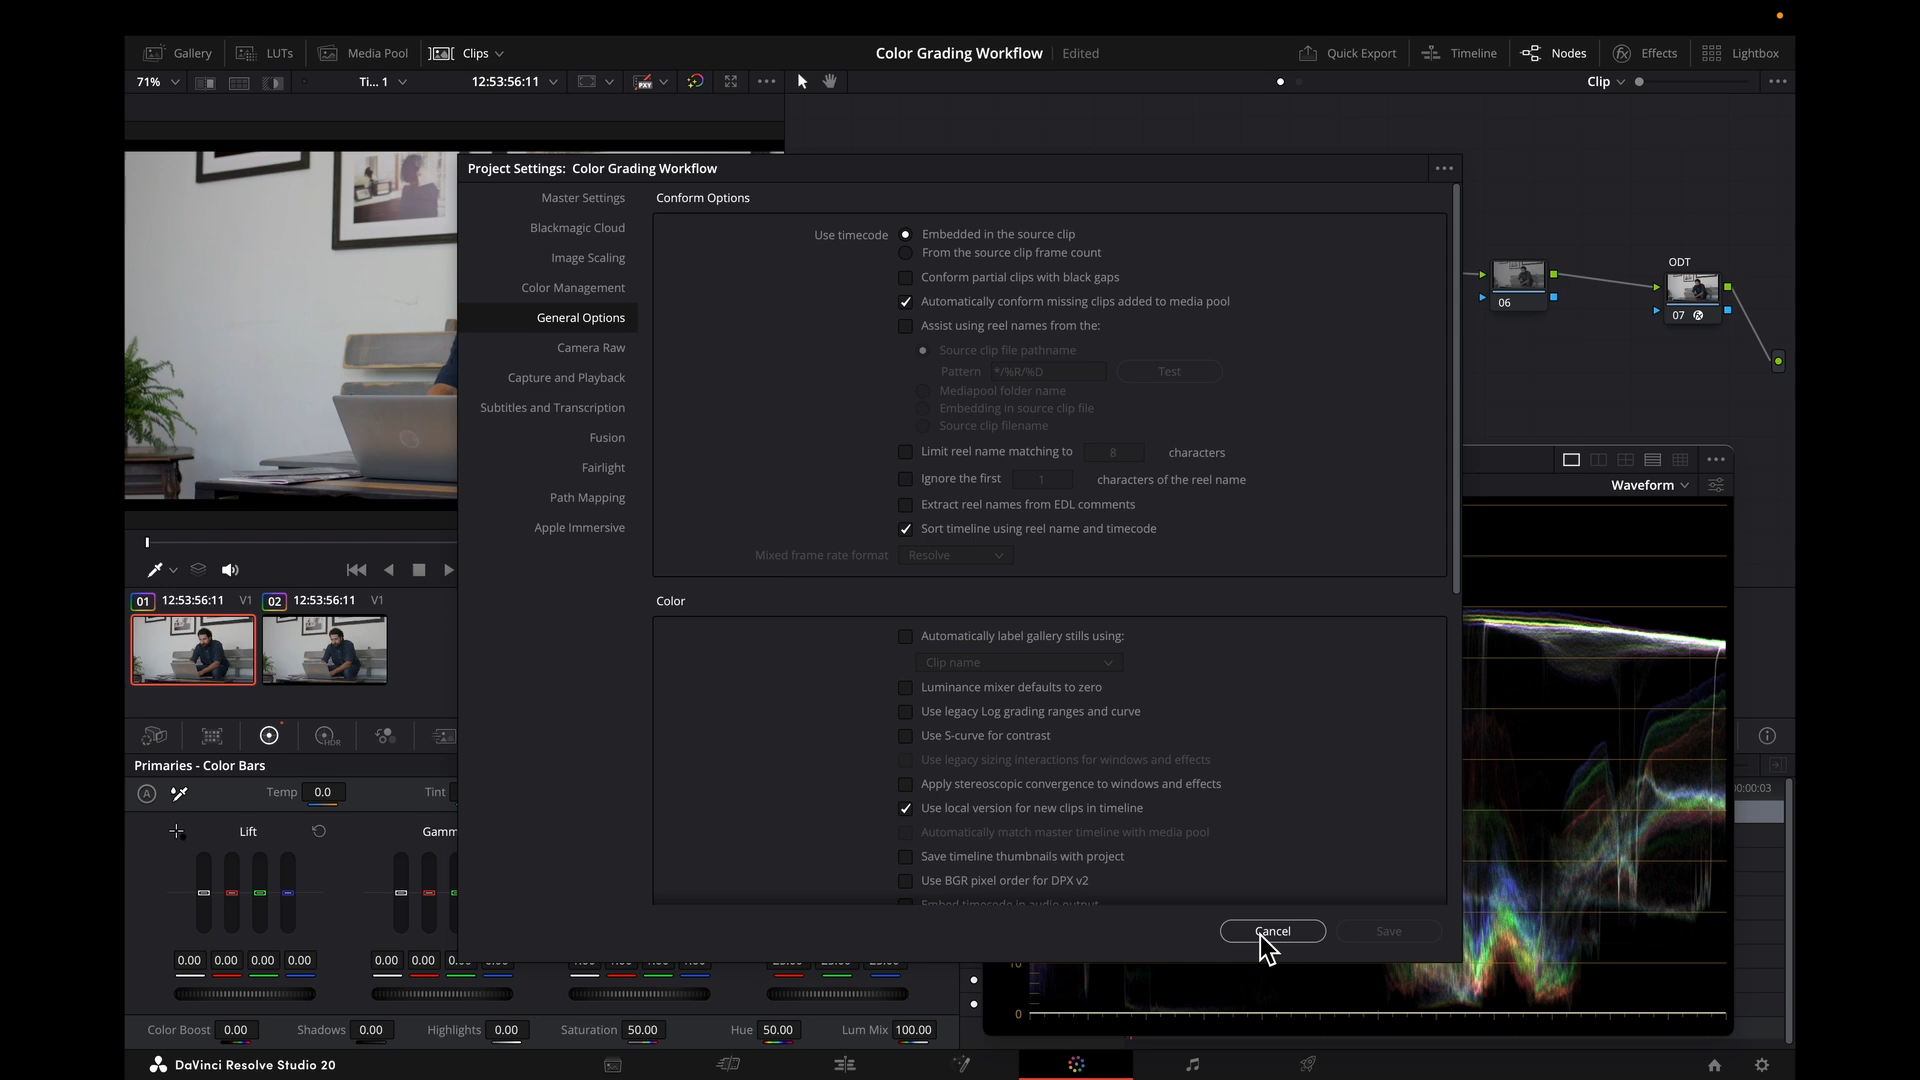 Gallery
LUTs
Media Pool
Clips
Color Grading Workflow
Edited
Quick Export
Timeline
Nodes
Effects
Lightbox
71%
Ti... 1
12:53:56:11
PXY
Clip
Project Settings: Color Grading Workflow
Master Settings
Blackmagic Cloud
Image Scaling
Color Management
General Options
Camera Raw
Capture and Playback
Subtitles and Transcription
Fusion
Fairlight
Path Mapping
Apple Immersive
Conform Options
Use timecode
Embedded in the source clip
From the source clip frame count
Conform partial clips with black gaps
Automatically conform missing clips added to media pool
Assist using reel names from the:
Source clip file pathname
Pattern */%R/%D Test
Mediapool folder name
Embedding in source clip file
Source clip filename
Limit reel name matching to 8 characters
Ignore the first 1 characters of the reel name
Extract reel names from EDL comments
Sort timeline using reel name and timecode
Mixed frame rate format Resolve
Color
Automatically label gallery stills using:
Clip name
Luminance mixer defaults to zero
Use legacy Log grading ranges and curve
Use S-curve for contrast
Use legacy sizing interactions for windows and effects
Apply stereoscopic convergence to windows and effects
Use local version for new clips in timeline
Automatically match master timeline with media pool
Save timeline thumbnails with project
Use BGR pixel order for DPX v2
Embed timecode in audio output
Cancel
Save
06
ODT
07
Waveform
01 12:53:56:11 V1
02 12:53:56:11 V1
HDR
Primaries - Color Bars
A
Temp 0.0
Tint
Lift
Gamm
0.00 0.00 0.00 0.00
0.00 0.00
00:00:03
0
Color Boost 0.00
Shadows 0.00
Highlights 0.00
Saturation 50.00
Hue 50.00
Lum Mix 100.00
DaVinci Resolve Studio 20